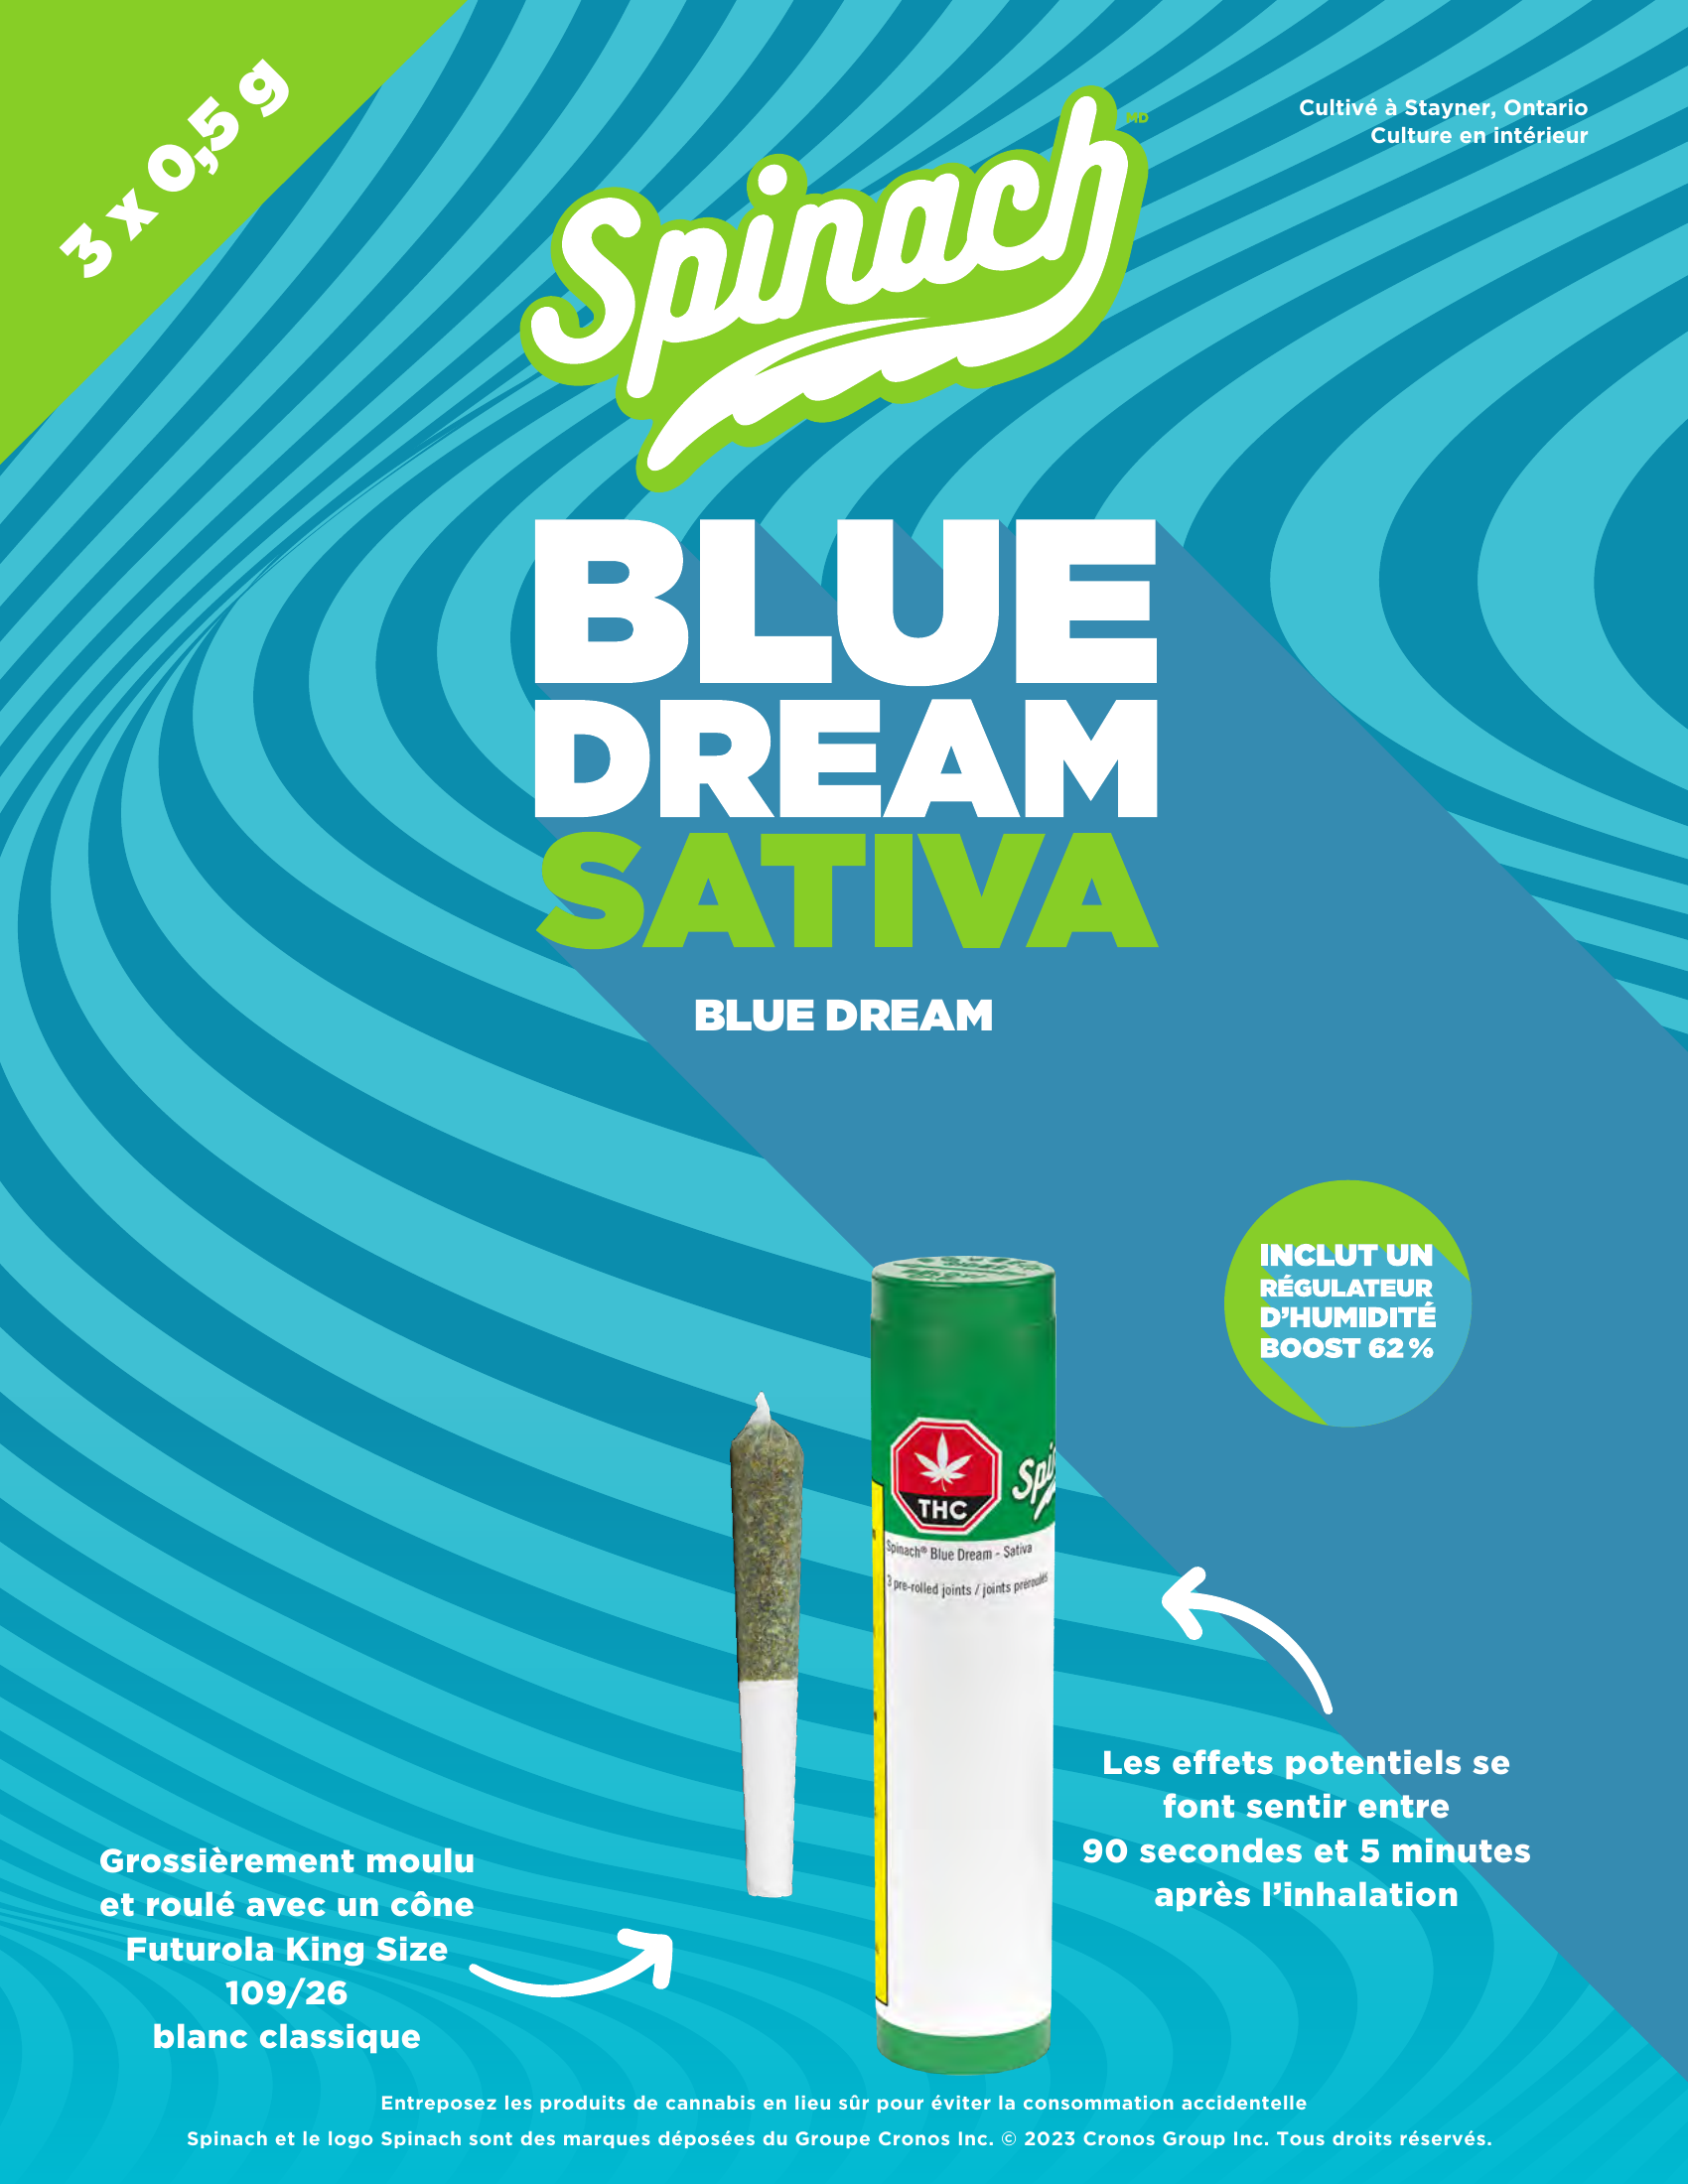 3 x 0,5 g
Cultivé à Stayner, Ontario
Culture en intérieur
Spinach MD
BLUE
DREAM
SATIVA
BLUE DREAM
INCLUT UN
RÉGULATEUR
D'HUMIDITÉ
BOOST 62 %
THC
Spi
Spinach® Blue Dream - Sativa
3 pre-rolled joints / joints préroulés
Les effets potentiels se
font sentir entre
90 secondes et 5 minutes
après l'inhalation
Grossièrement moulu
et roulé avec un cône
Futurola King Size
109/26
blanc classique
Entreposez les produits de cannabis en lieu sûr pour éviter la consommation accidentelle
Spinach et le logo Spinach sont des marques déposées du Groupe Cronos Inc. © 2023 Cronos Group Inc. Tous droits réservés.